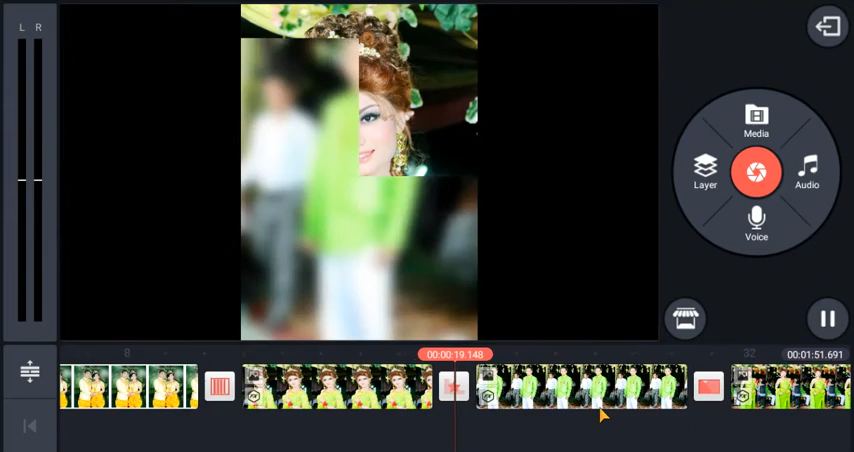 L R
Media
Layer
Audio
Voice
00:00:19.148
8
32
00:01:51.691